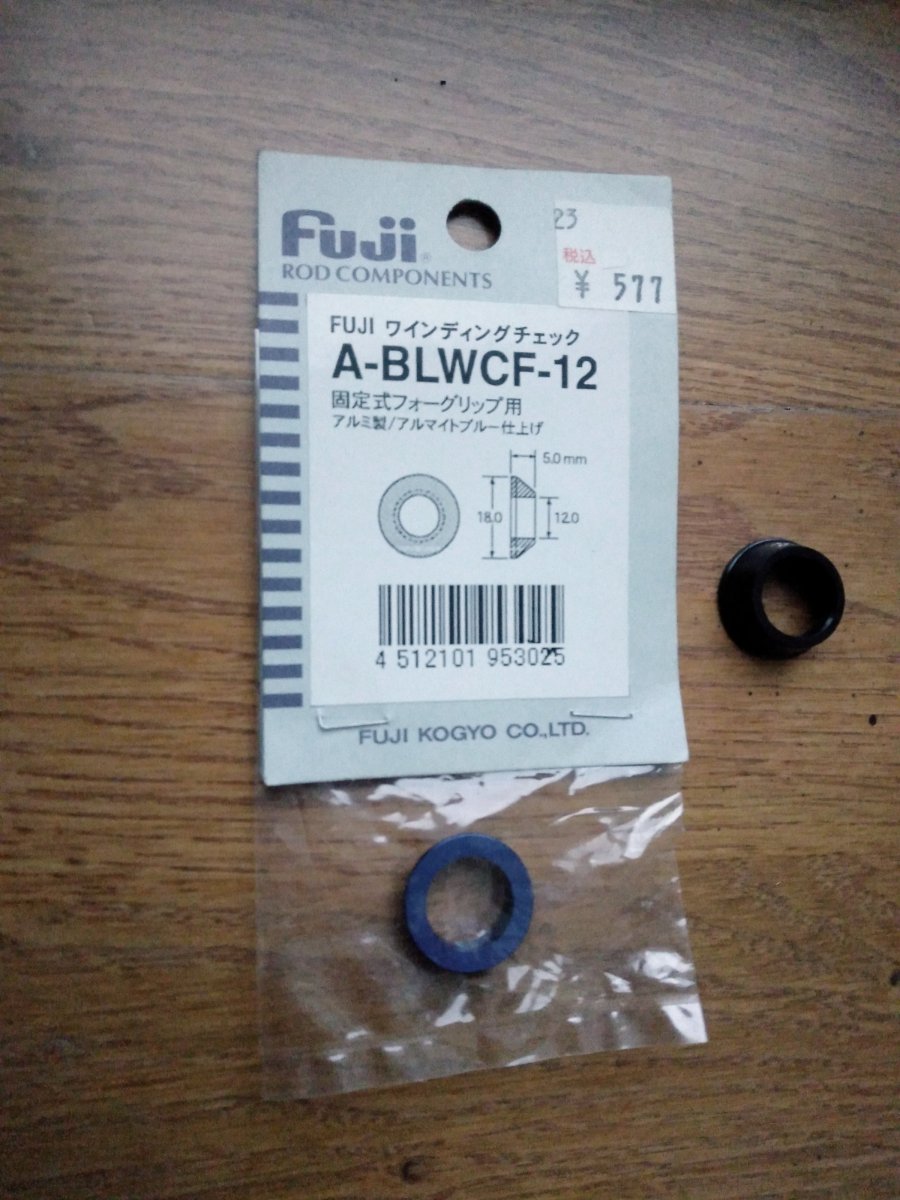 Fuji®
ROD COMPONENTS
23
税込
¥ 577
FUJI ワインディングチェック
A-BLWCF-12
固定式フォーグリップ用
アルミ製/アルマイトブルー仕上げ
5.0mm
18.0
12.0
4 512101 953025
FUJI KOGYO CO.,LTD.